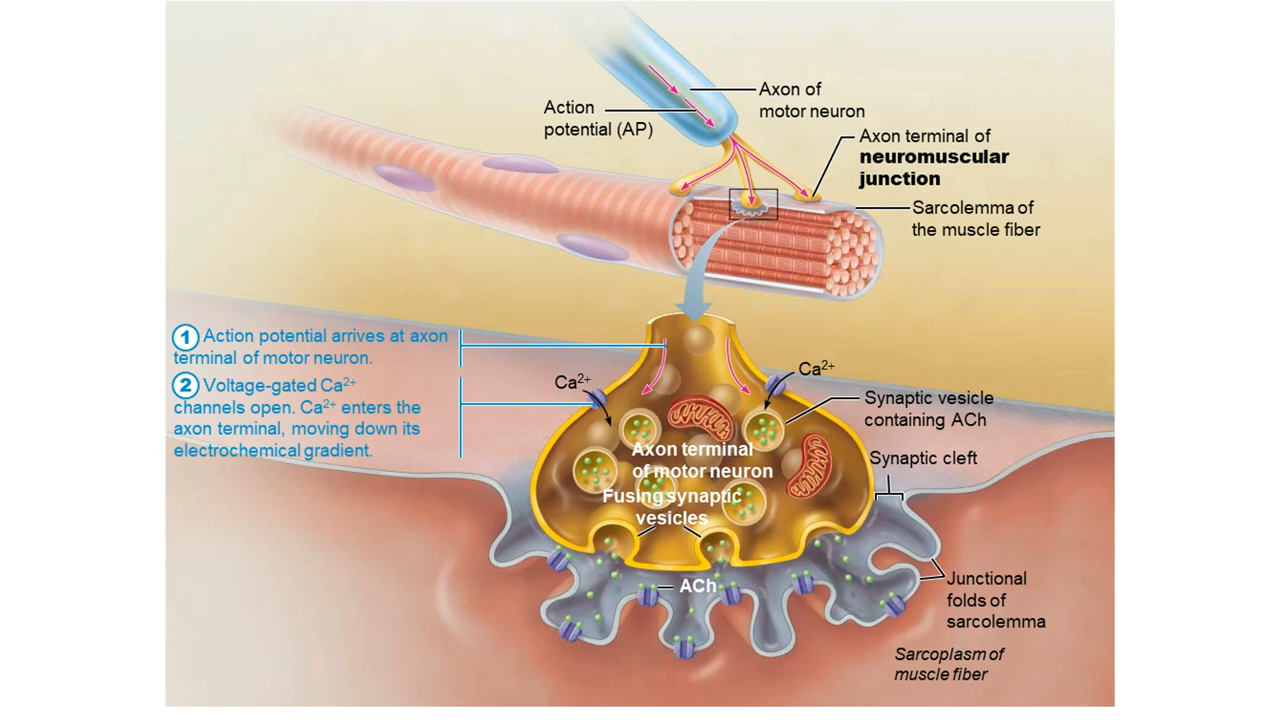 Axon of
motor neuron
Action
potential (AP)
Axon terminal of
neuromuscular
junction
Sarcolemma of
the muscle fiber
1 Action potential arrives at axon
terminal of motor neuron.
2 Voltage-gated Ca²⁺
channels open. Ca²⁺ enters the
axon terminal, moving down its
electrochemical gradient.
Ca²⁺
Ca²⁺
Synaptic vesicle
containing ACh
Axon terminal
of motor neuron
Synaptic cleft
Fusing synaptic
vesicles
ACh
Junctional
folds of
sarcolemma
Sarcoplasm of
muscle fiber